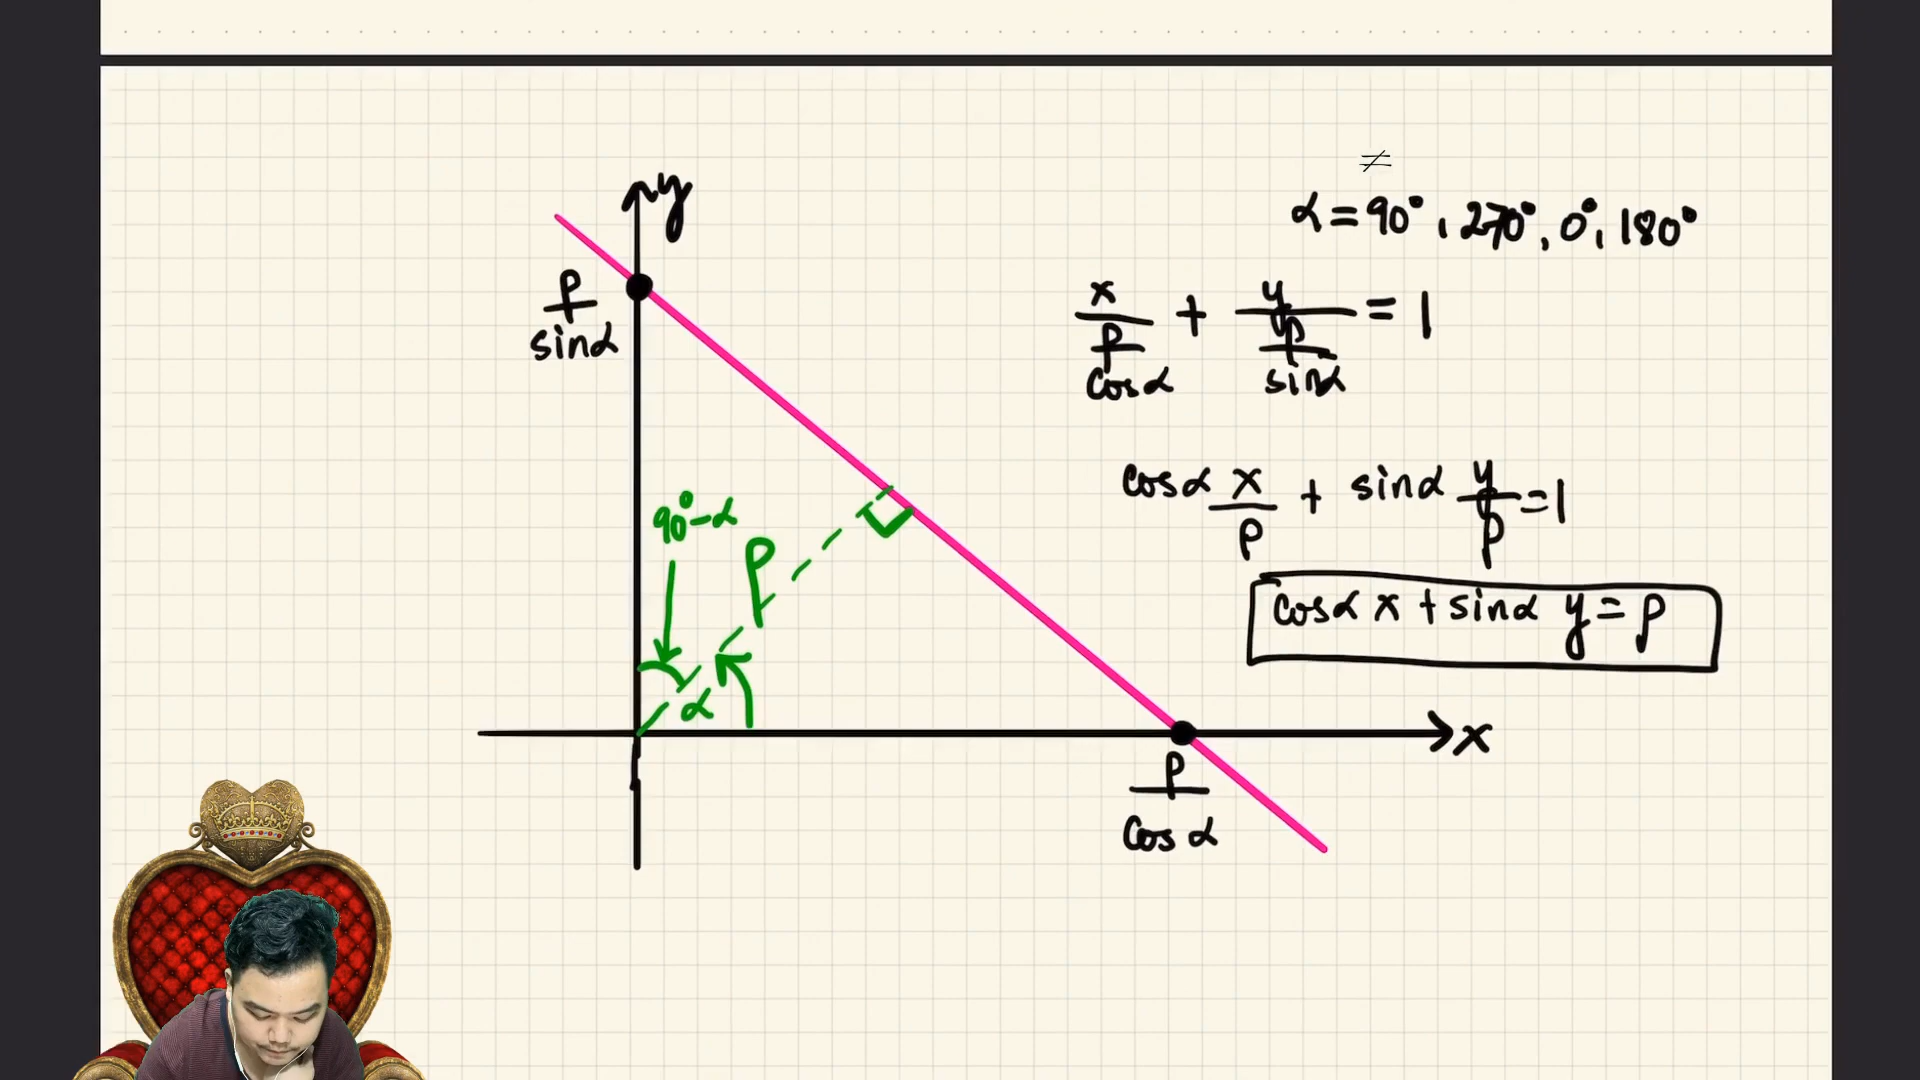 y
≠
α = 90°, 270°, 0°, 180°
p/sinα
x/(p/cosα) + y/(p/sinα) = 1
cosα x/p + sinα y/p = 1
90°-α
p
cosα x + sinα y = p
α
x
p/cosα